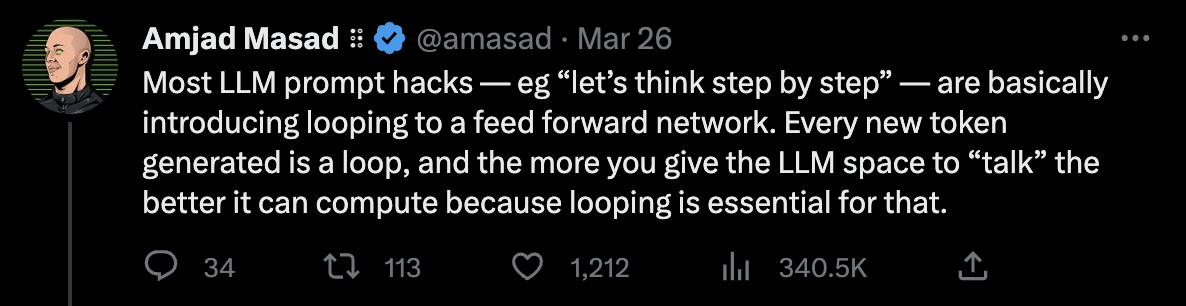 Amjad Masad @amasad · Mar 26
Most LLM prompt hacks — eg “let’s think step by step” — are basically
introducing looping to a feed forward network. Every new token
generated is a loop, and the more you give the LLM space to “talk” the
better it can compute because looping is essential for that.
34 113 1,212 340.5K